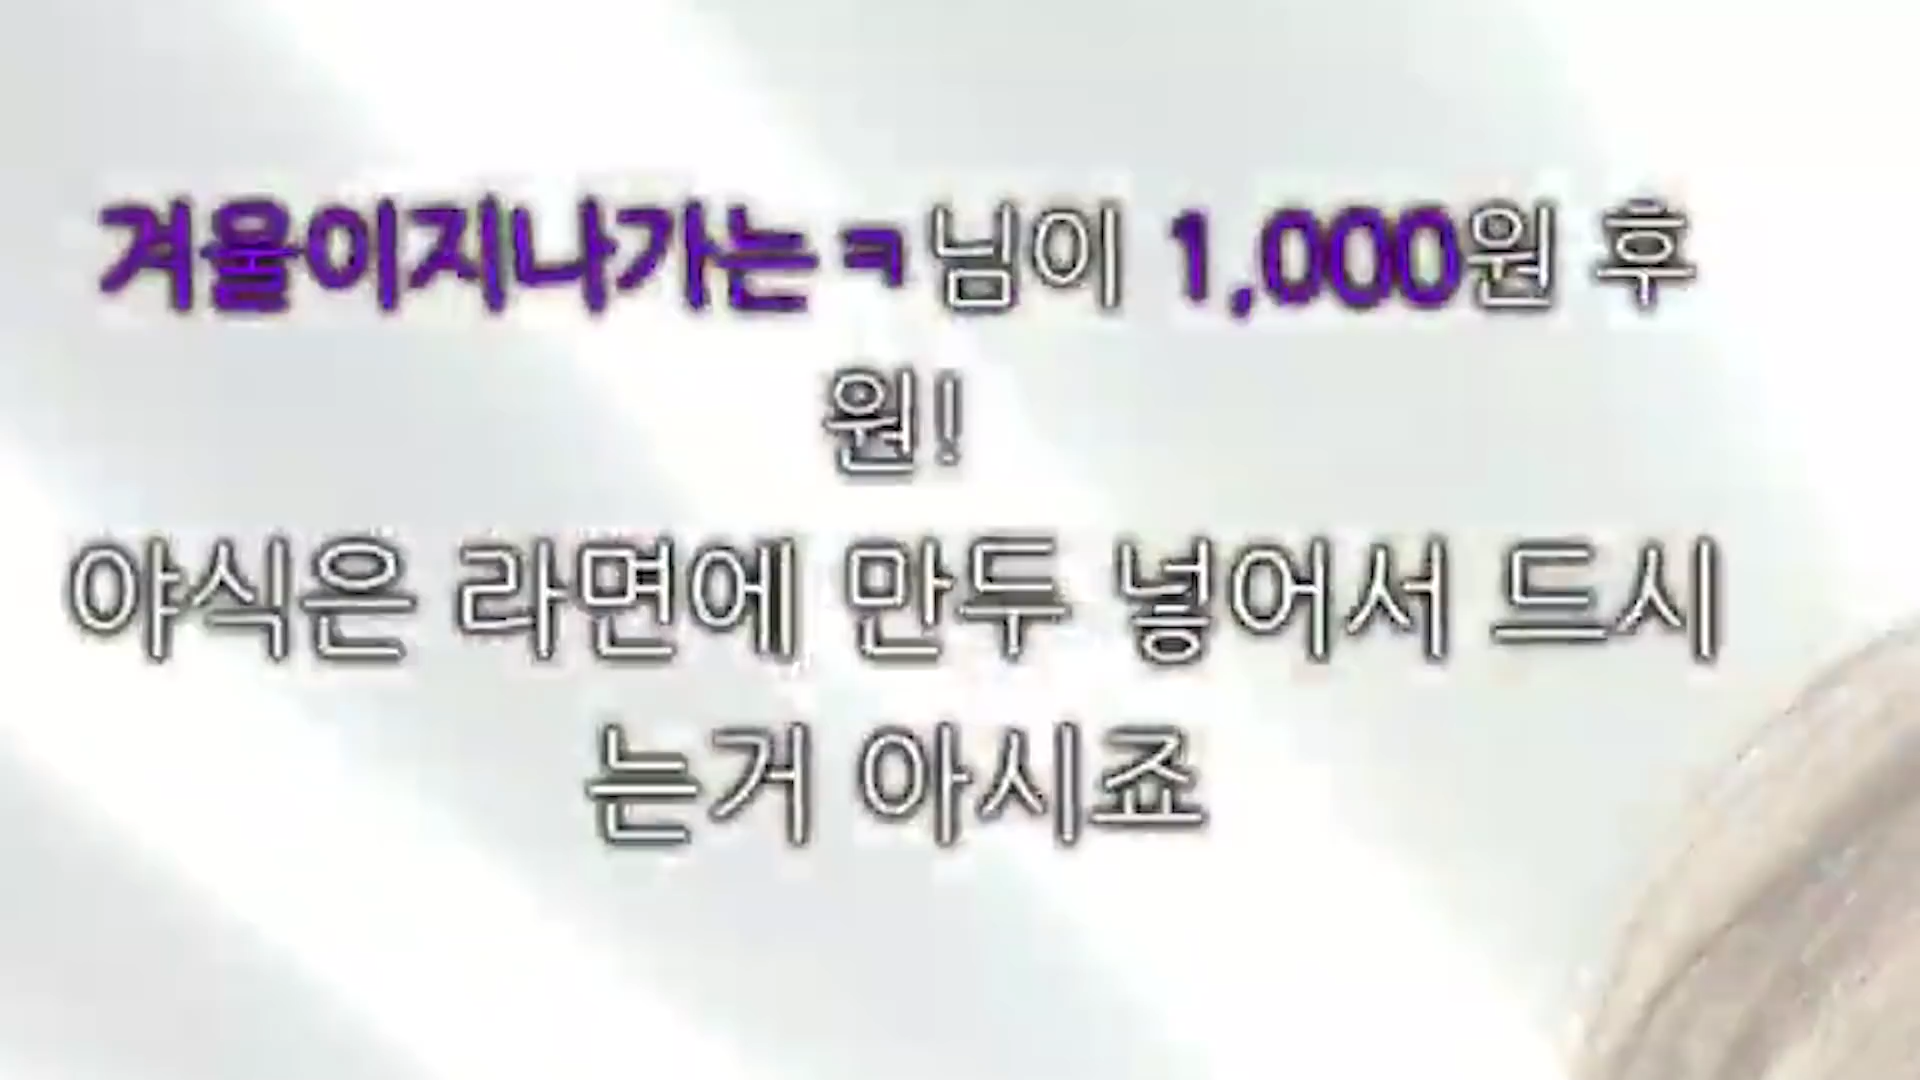 겨울이지나가는ㅋ님이 1,000원 후
원!
야식은 라면에 만두 넣어서 드시
는거 아시죠